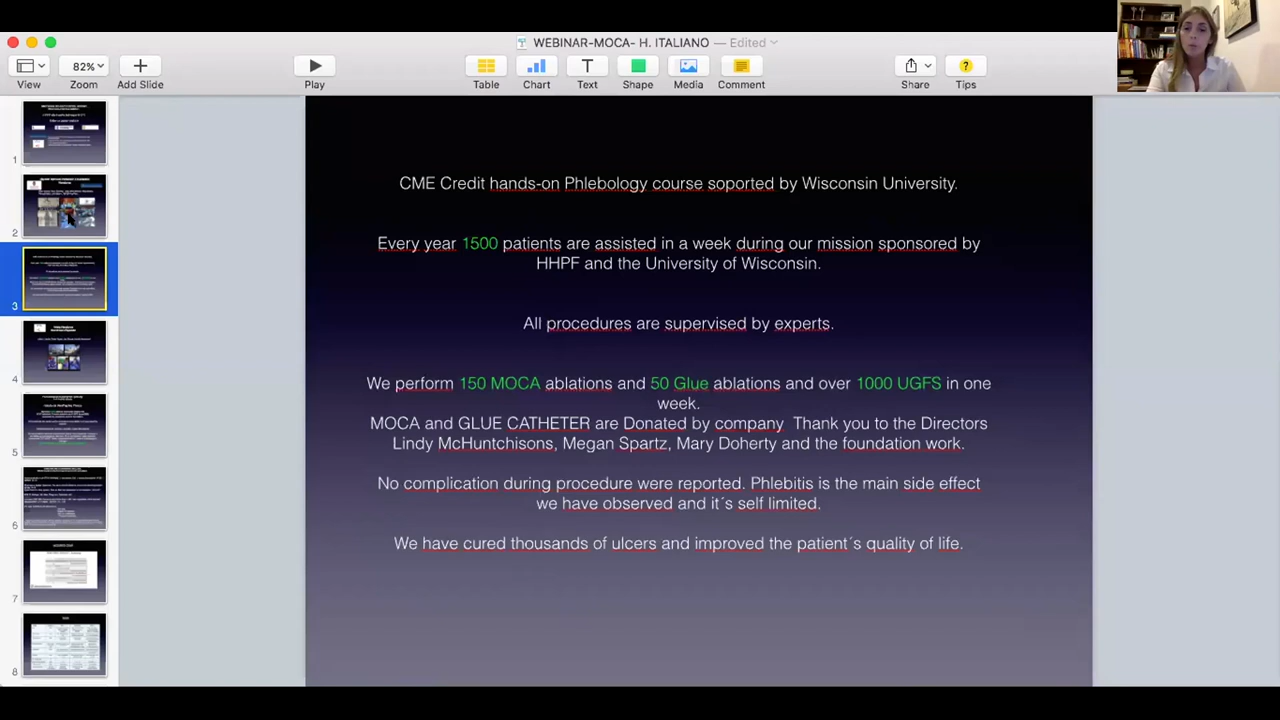 WEBINAR-MOCA- H. ITALIANO — Edited
82%
View
Zoom
Add Slide
Play
Table
Chart
Text
Shape
Media
Comment
Share
Tips
1
2
3
4
5
6
7
8
CME Credit hands-on Phlebology course soported by Wisconsin University.
Every year 1500 patients are assisted in a week during our mission sponsored by
HHPF and the University of Wisconsin.
All procedures are supervised by experts.
We perform 150 MOCA ablations and 50 Glue ablations and over 1000 UGFS in one
week.
MOCA and GLUE CATHETER are Donated by company Thank you to the Directors
Lindy McHuntchisons, Megan Spartz, Mary Doherty and the foundation work.
No complication during procedure were reported. Phlebitis is the main side effect
we have observed and it´s self limited.
We have cured thousands of ulcers and improved the patient´s quality of life.